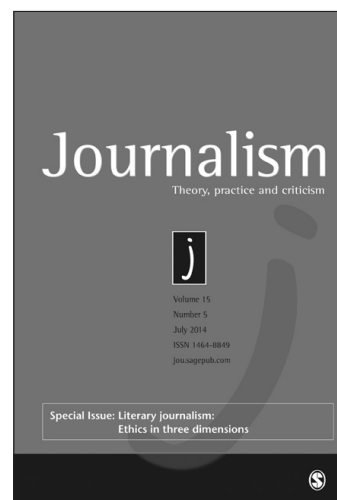 Journalism
Theory, practice and criticism
j
Volume 15
Number 5
July 2014
ISSN 1464-8849
jou.sagepub.com
Special Issue: Literary journalism:
Ethics in three dimensions